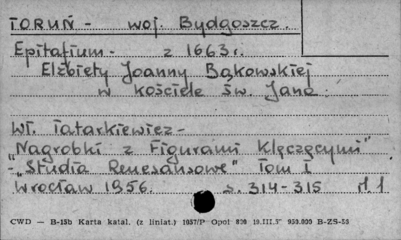 TORUŃ - woj. Bydgoszcz.
Epitafium - z 1663 r.
Elżbiety Joanny Bąkowskiej
w kościele św. Jana
Wł. Tatarkiewicz -
"Nagrobki z Figurami Klęczącymi"
- "Studia Renesansowe" Tom I
Wrocław 1956. s. 314-315 il. 1
CWD — B-15b Karta katal. (z liniat.) 1957/P Opol 800 19.III.57 950.000 B-ZS-55